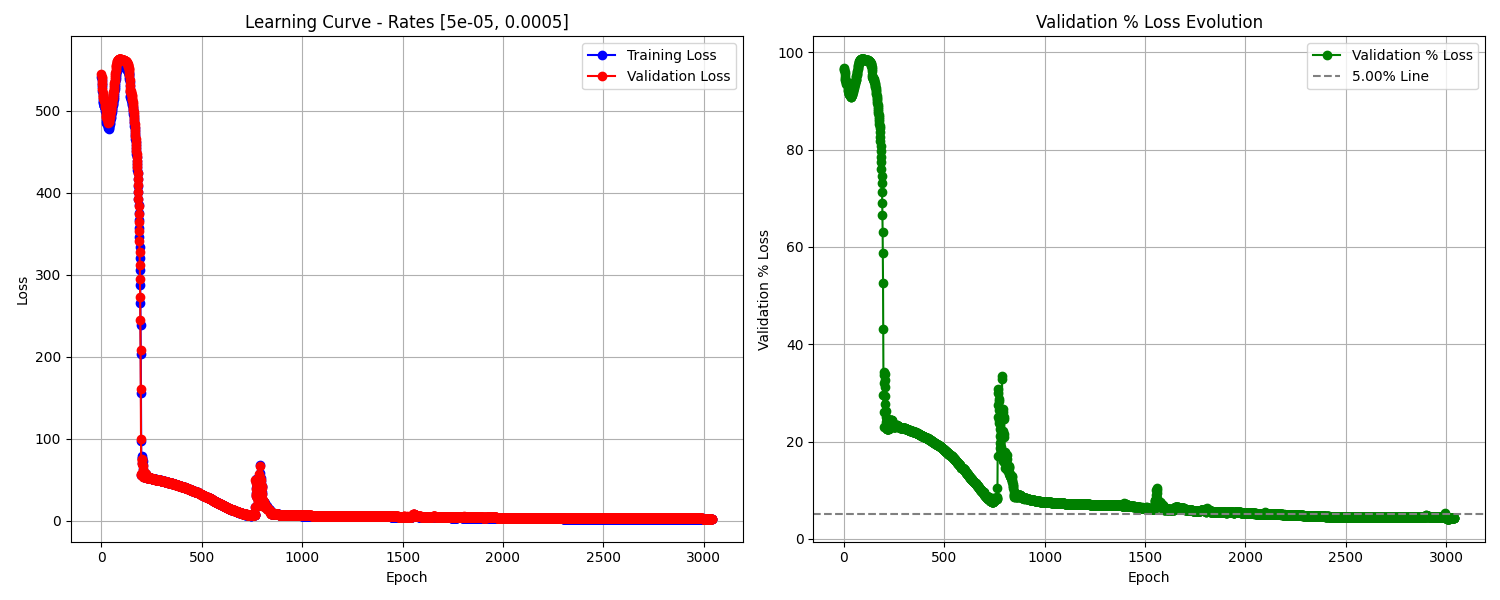 Learning Curve - Rates [5e-05, 0.0005]
Training Loss
Validation Loss
500
400
300
200
100
0
Loss
0
500
1000
1500
2000
2500
3000
Epoch
Validation % Loss Evolution
Validation % Loss
5.00% Line
100
80
60
40
20
0
Validation % Loss
0
500
1000
1500
2000
2500
3000
Epoch